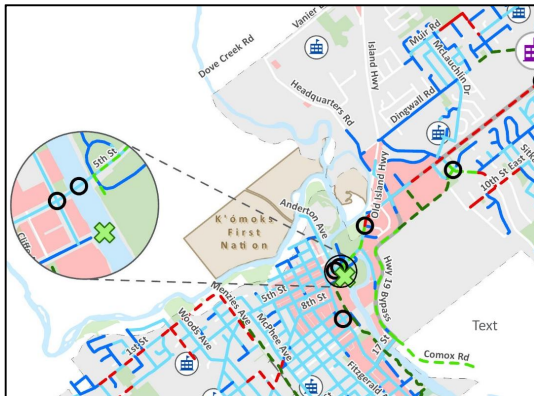 Vanier
Dove Creek Rd
Island Hwy
Muir Rd
McLauchlin Dr
Headquarters Rd
Dingwall Rd
5th St
Old Island Hwy
10th St East
Anderton Ave
K'ómoks
First
Nation
Cliffe
Hwy 19 Bypass
5th St
8th St
Menzies Ave
Woods Ave
McPhee Ave
1st St
17 St
Text
Fitzgerald
Comox Rd